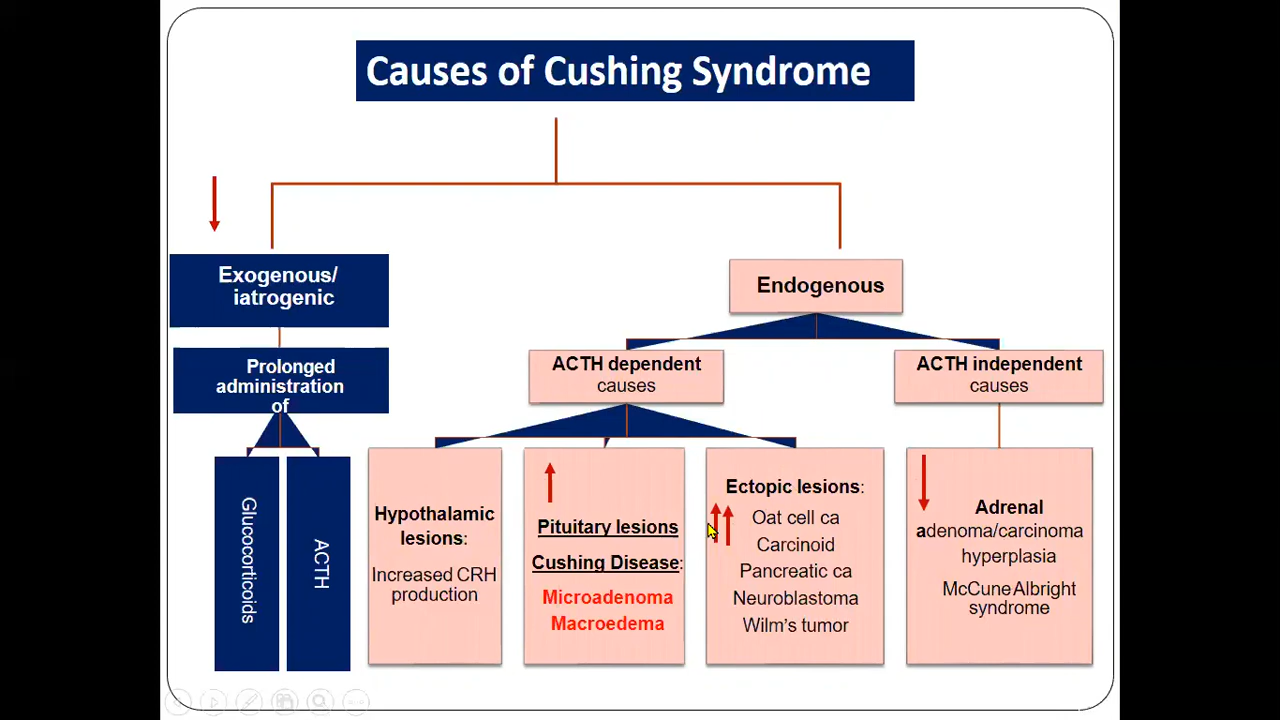 Causes of Cushing Syndrome
Exogenous/
iatrogenic
Endogenous
Prolonged
administration
of
ACTH dependent
causes
ACTH independent
causes
Glucocorticoids
ACTH
Hypothalamic
lesions:
Increased CRH
production
Pituitary lesions
Cushing Disease:
Microadenoma
Macroedema
Ectopic lesions:
Oat cell ca
Carcinoid
Pancreatic ca
Neuroblastoma
Wilm's tumor
Adrenal
adenoma/carcinoma
hyperplasia
McCune Albright
syndrome